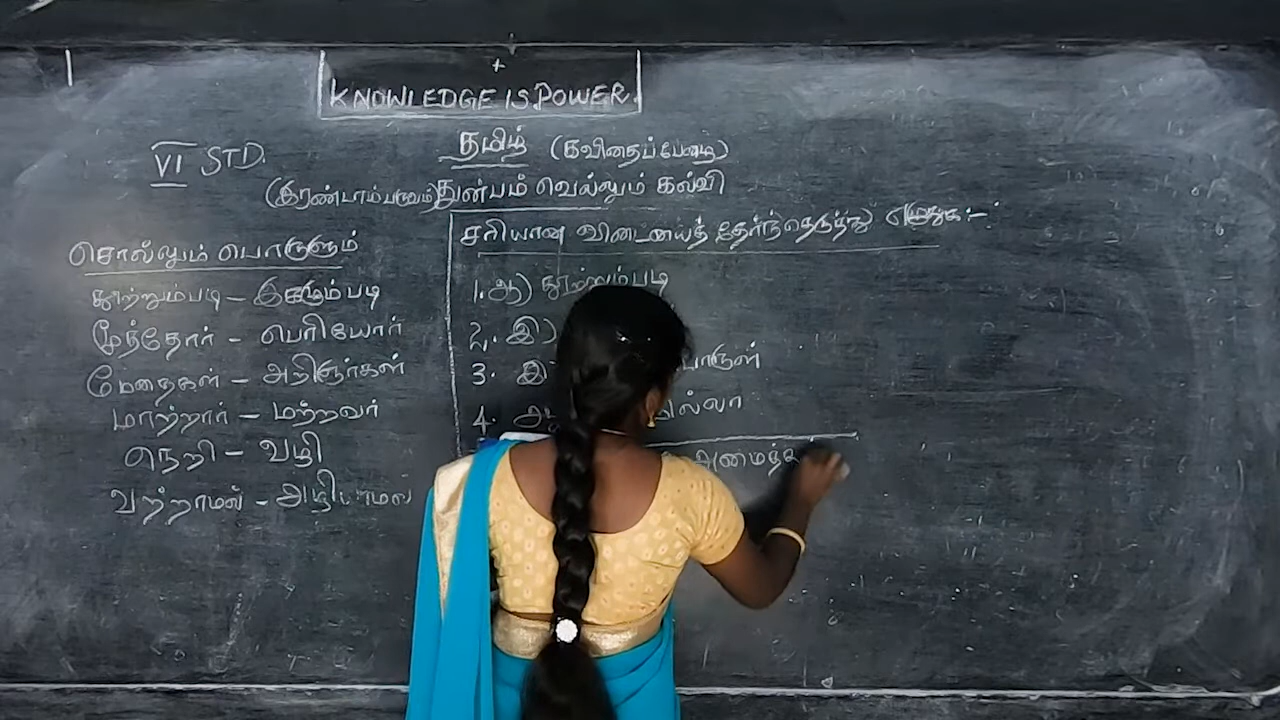 KNOWLEDGE IS POWER.
VI STD.
தமிழ் (கவிதைப்பேழை)
(இரண்டாம்பருவம்) துன்பம் வெல்லும் கல்வி
சொல்லும் பொருளும்
தூற்றும்படி - இகழும்படி
மூத்தோர் - பெரியோர்
மேதைகள் - அறிஞர்கள்
மாற்றார் - மற்றவர்
நெறி - வழி
வற்றாமல் - அழியாமல்
சரியான விடையைத் தேர்ந்தெடுத்து எழுதுக:-
1. ஆ) தூற்றும்படி
2. இ)
3. இ
4.